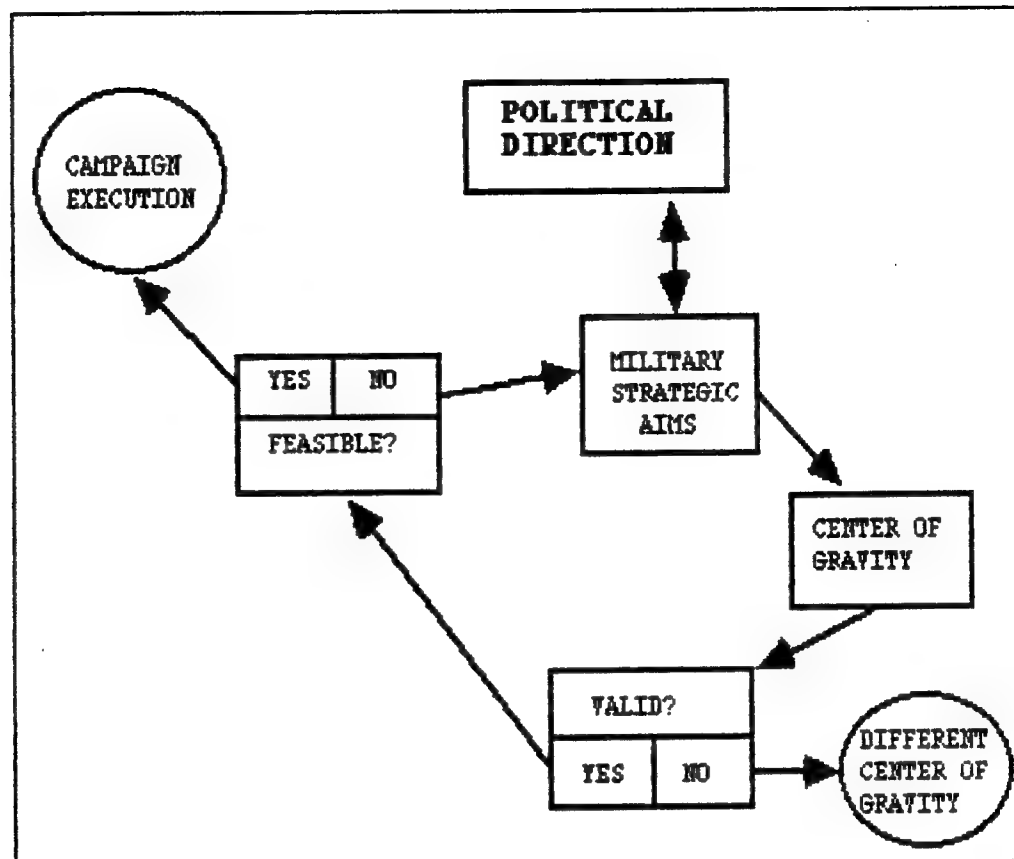 POLITICAL
DIRECTION
CAMPAIGN
EXECUTION
MILITARY
STRATEGIC
AIMS
YES NO
FEASIBLE?
CENTER OF
GRAVITY
VALID?
YES NO
DIFFERENT
CENTER OF
GRAVITY